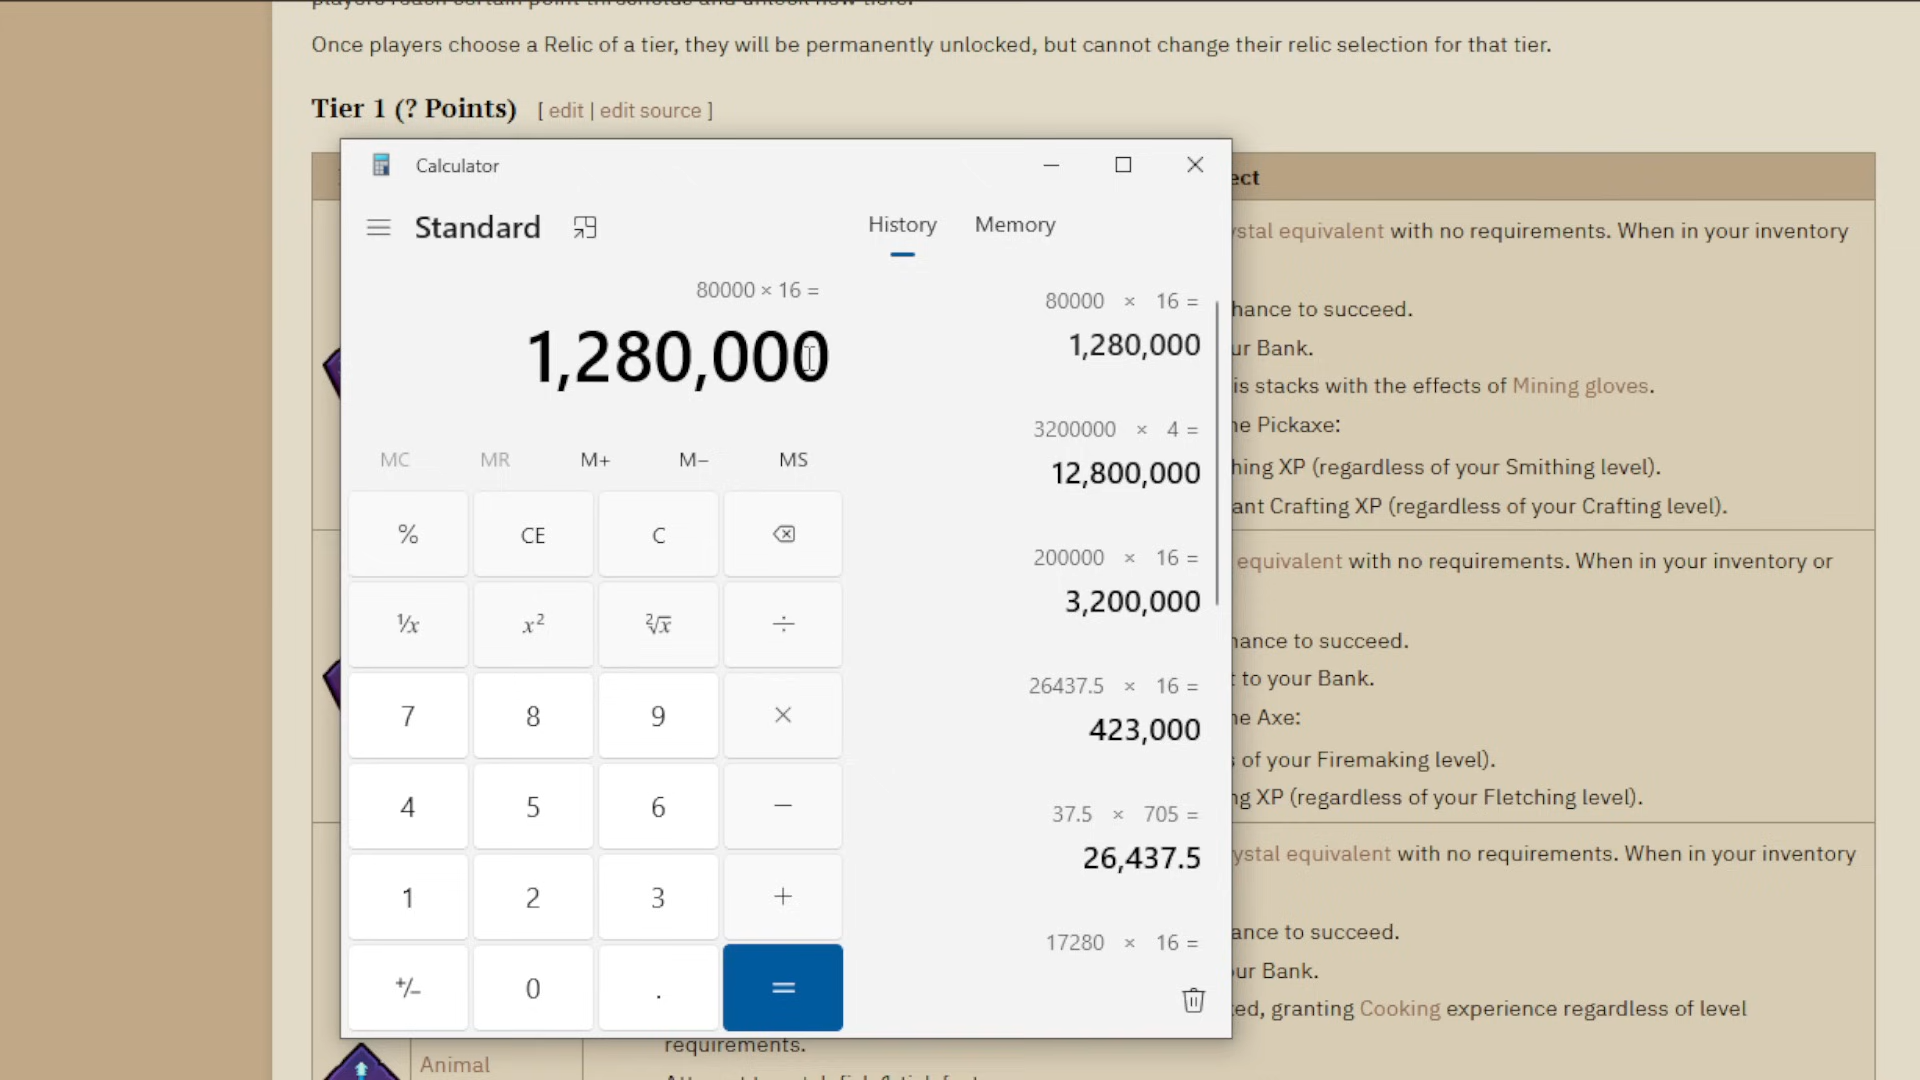 Once players choose a Relic of a tier, they will be permanently unlocked, but cannot change their relic selection for that tier.
Tier 1 (? Points) [ edit | edit source ]
Calculator
Standard
History Memory
80000 × 16 =
1,280,000
MC MR M+ M− MS
% CE C
¹⁄x x² ²√x ÷
7 8 9 ×
4 5 6 −
1 2 3 +
+/− 0 . =
80000 × 16 =
1,280,000
3200000 × 4 =
12,800,000
200000 × 16 =
3,200,000
26437.5 × 16 =
423,000
37.5 × 705 =
26,437.5
17280 × 16 =
ect
ystal equivalent with no requirements. When in your inventory
hance to succeed.
ur Bank.
is stacks with the effects of Mining gloves.
he Pickaxe:
hing XP (regardless of your Smithing level).
ant Crafting XP (regardless of your Crafting level).
equivalent with no requirements. When in your inventory or
hance to succeed.
t to your Bank.
he Axe:
s of your Firemaking level).
ng XP (regardless of your Fletching level).
ystal equivalent with no requirements. When in your inventory
ance to succeed.
ur Bank.
ed, granting Cooking experience regardless of level
requirements.
Animal